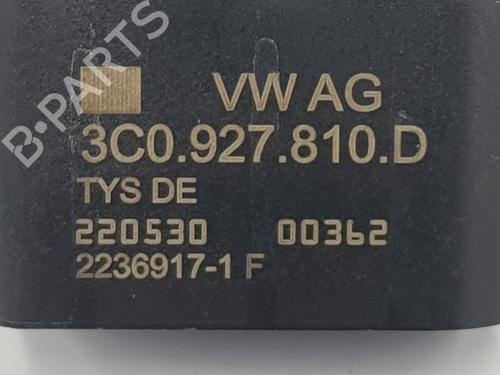 B-PARTS
VW AG
3C0.927.810.D
TYS DE
220530 00362
2236917-1 F